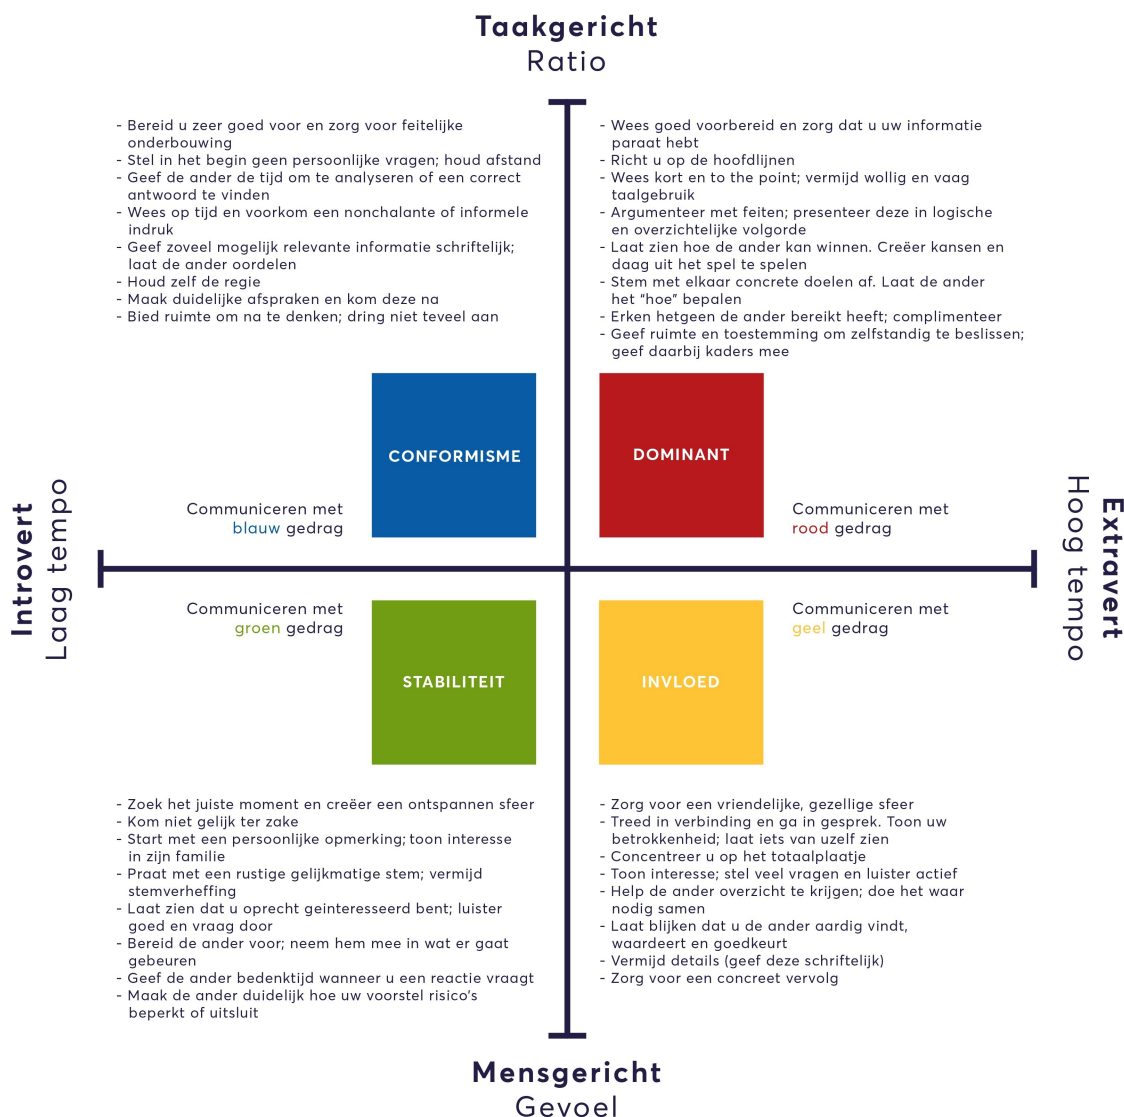 Taakgericht
Ratio
- Bereid u zeer goed voor en zorg voor feitelijke
onderbouwing
- Stel in het begin geen persoonlijke vragen; houd afstand
- Geef de ander de tijd om te analyseren of een correct
antwoord te vinden
- Wees op tijd en voorkom een nonchalante of informele
indruk
- Geef zoveel mogelijk relevante informatie schriftelijk;
laat de ander oordelen
- Houd zelf de regie
- Maak duidelijke afspraken en kom deze na
- Bied ruimte om na te denken; dring niet teveel aan
- Wees goed voorbereid en zorg dat u uw informatie
paraat hebt
- Richt u op de hoofdlijnen
- Wees kort en to the point; vermijd wollig en vaag
taalgebruik
- Argumenteer met feiten; presenteer deze in logische
en overzichtelijke volgorde
- Laat zien hoe de ander kan winnen. Creëer kansen en
daag uit het spel te spelen
- Stem met elkaar concrete doelen af. Laat de ander
het "hoe" bepalen
- Erken hetgeen de ander bereikt heeft; complimenteer
- Geef ruimte en toestemming om zelfstandig te beslissen;
geef daarbij kaders mee
CONFORMISME
DOMINANT
Communiceren met
blauw gedrag
Communiceren met
rood gedrag
Introvert
Laag tempo
Extravert
Hoog tempo
Communiceren met
groen gedrag
Communiceren met
geel gedrag
STABILITEIT
INVLOED
- Zoek het juiste moment en creëer een ontspannen sfeer
- Kom niet gelijk ter zake
- Start met een persoonlijke opmerking; toon interesse
in zijn familie
- Praat met een rustige gelijkmatige stem; vermijd
stemverheffing
- Laat zien dat u oprecht geinteresseerd bent; luister
goed en vraag door
- Bereid de ander voor; neem hem mee in wat er gaat
gebeuren
- Geef de ander bedenktijd wanneer u een reactie vraagt
- Maak de ander duidelijk hoe uw voorstel risico's
beperkt of uitsluit
- Zorg voor een vriendelijke, gezellige sfeer
- Treed in verbinding en ga in gesprek. Toon uw
betrokkenheid; laat iets van uzelf zien
- Concentreer u op het totaalplaatje
- Toon interesse; stel veel vragen en luister actief
- Help de ander overzicht te krijgen; doe het waar
nodig samen
- Laat blijken dat u de ander aardig vindt,
waardeert en goedkeurt
- Vermijd details (geef deze schriftelijk)
- Zorg voor een concreet vervolg
Mensgericht
Gevoel